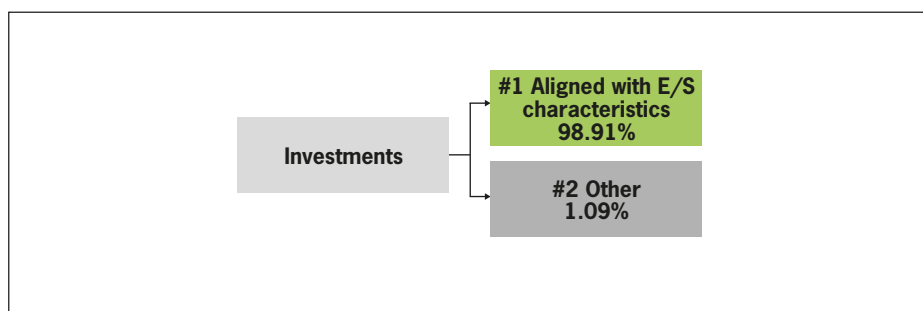 #1 Aligned with E/S
characteristics
98.91%
Investments
#2 Other
1.09%